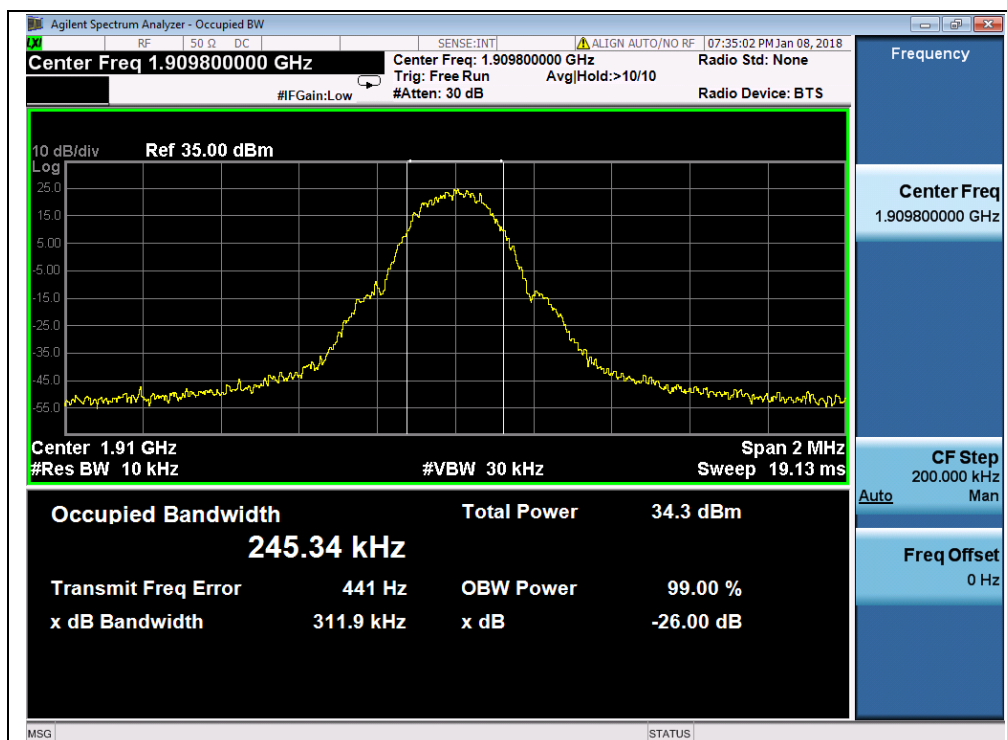 Agilent Spectrum Analyzer - Occupied BW
LXI RF 50 Ω DC SENSE:INT ALIGN AUTO/NO RF 07:35:02 PM Jan 08, 2018
Center Freq 1.909800000 GHz
Center Freq: 1.909800000 GHz Radio Std: None
Trig: Free Run Avg|Hold:>10/10
#IFGain:Low #Atten: 30 dB Radio Device: BTS
10 dB/div Ref 35.00 dBm
Log
25.0
15.0
5.00
-5.00
-15.0
-25.0
-35.0
-45.0
-55.0
Center 1.91 GHz Span 2 MHz
#Res BW 10 kHz #VBW 30 kHz Sweep 19.13 ms
Occupied Bandwidth Total Power 34.3 dBm
245.34 kHz
Transmit Freq Error 441 Hz OBW Power 99.00 %
x dB Bandwidth 311.9 kHz x dB -26.00 dB
MSG STATUS
Frequency
Center Freq
1.909800000 GHz
CF Step
200.000 kHz
Auto Man
Freq Offset
0 Hz